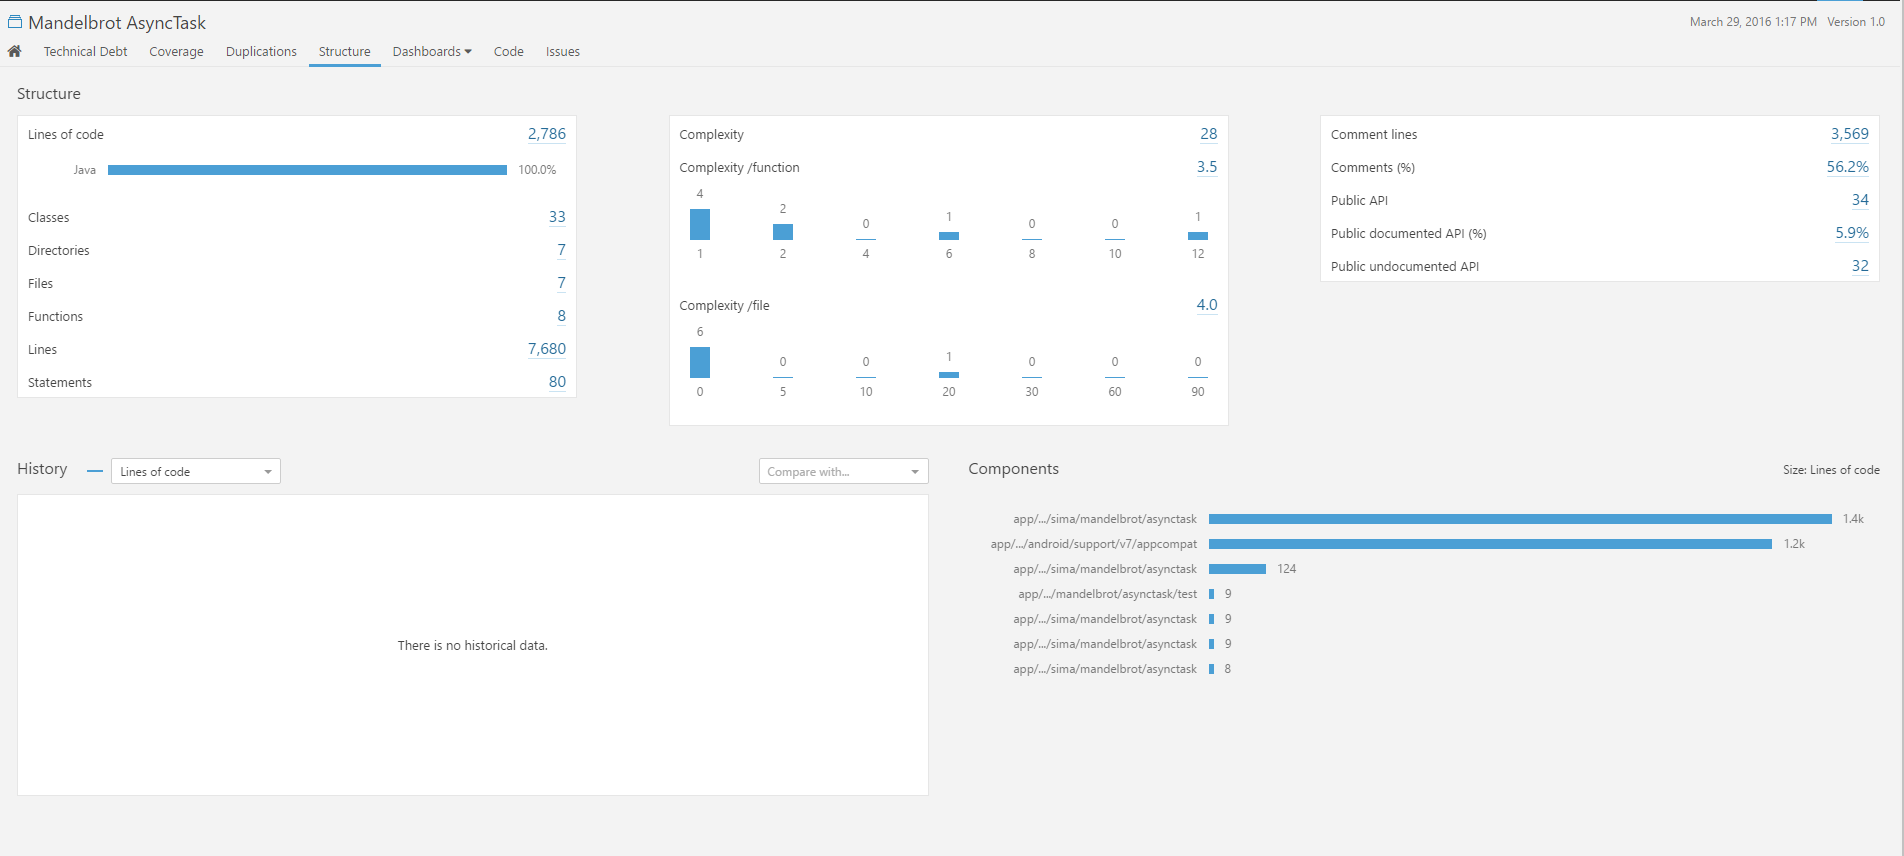 Mandelbrot AsyncTask
March 29, 2016 1:17 PM Version 1.0
Technical Debt Coverage Duplications Structure Dashboards Code Issues
Structure
Lines of code 2,786
Java 100.0%
Classes 33
Directories 7
Files 7
Functions 8
Lines 7,680
Statements 80
Complexity 28
Complexity /function 3.5
4 2 0 1 0 0 1
1 2 4 6 8 10 12
Complexity /file 4.0
6 0 0 1 0 0 0
0 5 10 20 30 60 90
Comment lines 3,569
Comments (%) 56.2%
Public API 34
Public documented API (%) 5.9%
Public undocumented API 32
History Lines of code Compare with...
There is no historical data.
Components Size: Lines of code
app/.../sima/mandelbrot/asynctask 1.4k
app/.../android/support/v7/appcompat 1.2k
app/.../sima/mandelbrot/asynctask 124
app/.../mandelbrot/asynctask/test 9
app/.../sima/mandelbrot/asynctask 9
app/.../sima/mandelbrot/asynctask 9
app/.../sima/mandelbrot/asynctask 8